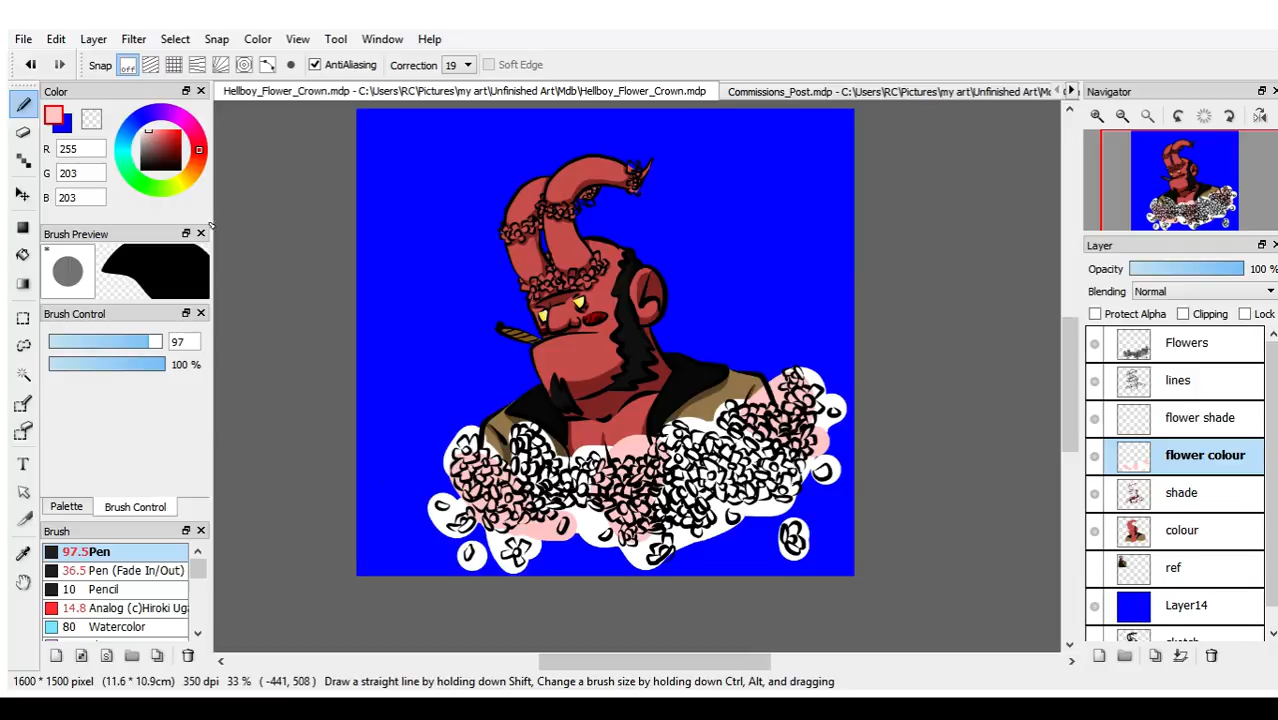 File Edit Layer Filter Select Snap Color View Tool Window Help
Snap off AntiAliasing Correction 19 Soft Edge
Color
Hellboy_Flower_Crown.mdp - C:\Users\RC\Pictures\my art\Unfinished Art\Mdb\Hellboy_Flower_Crown.mdp
Commissions_Post.mdp - C:\Users\RC\Pictures\my art\Unfinished Art\Mc
Navigator
R 255
G 203
B 203
Brush Preview
*
Brush Control
97
100 %
Palette Brush Control
Brush
97.5 Pen
36.5 Pen (Fade In/Out)
10 Pencil
14.8 Analog (c)Hiroki Ug
80 Watercolor
Layer
Opacity 100 %
Blending Normal
Protect Alpha Clipping Lock
Flowers
lines
flower shade
flower colour
shade
colour
ref
Layer14
sketch
1600 * 1500 pixel (11.6 * 10.9cm) 350 dpi 33 % ( -441, 508 ) Draw a straight line by holding down Shift, Change a brush size by holding down Ctrl, Alt, and dragging